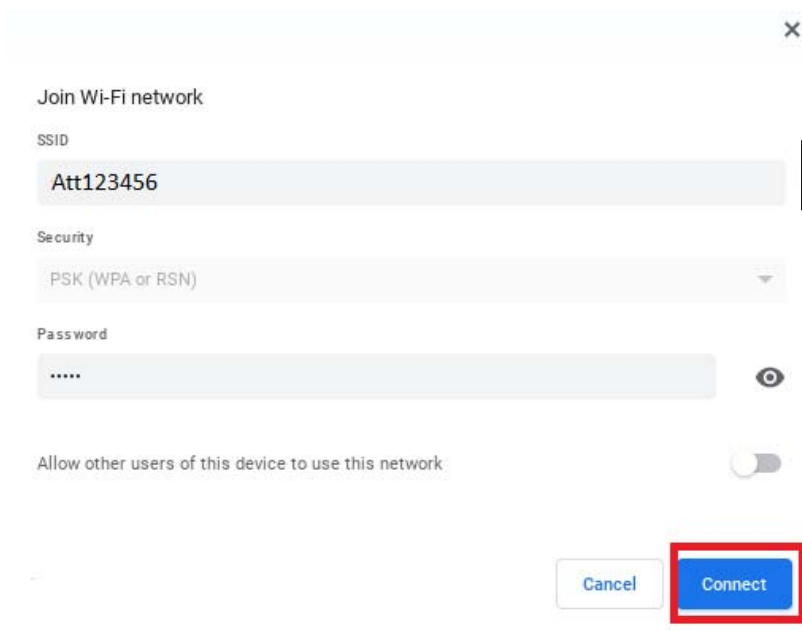 Join Wi-Fi network
SSID
Att123456
Security
PSK (WPA or RSN)
Password
•••••
Allow other users of this device to use this network
Cancel
Connect